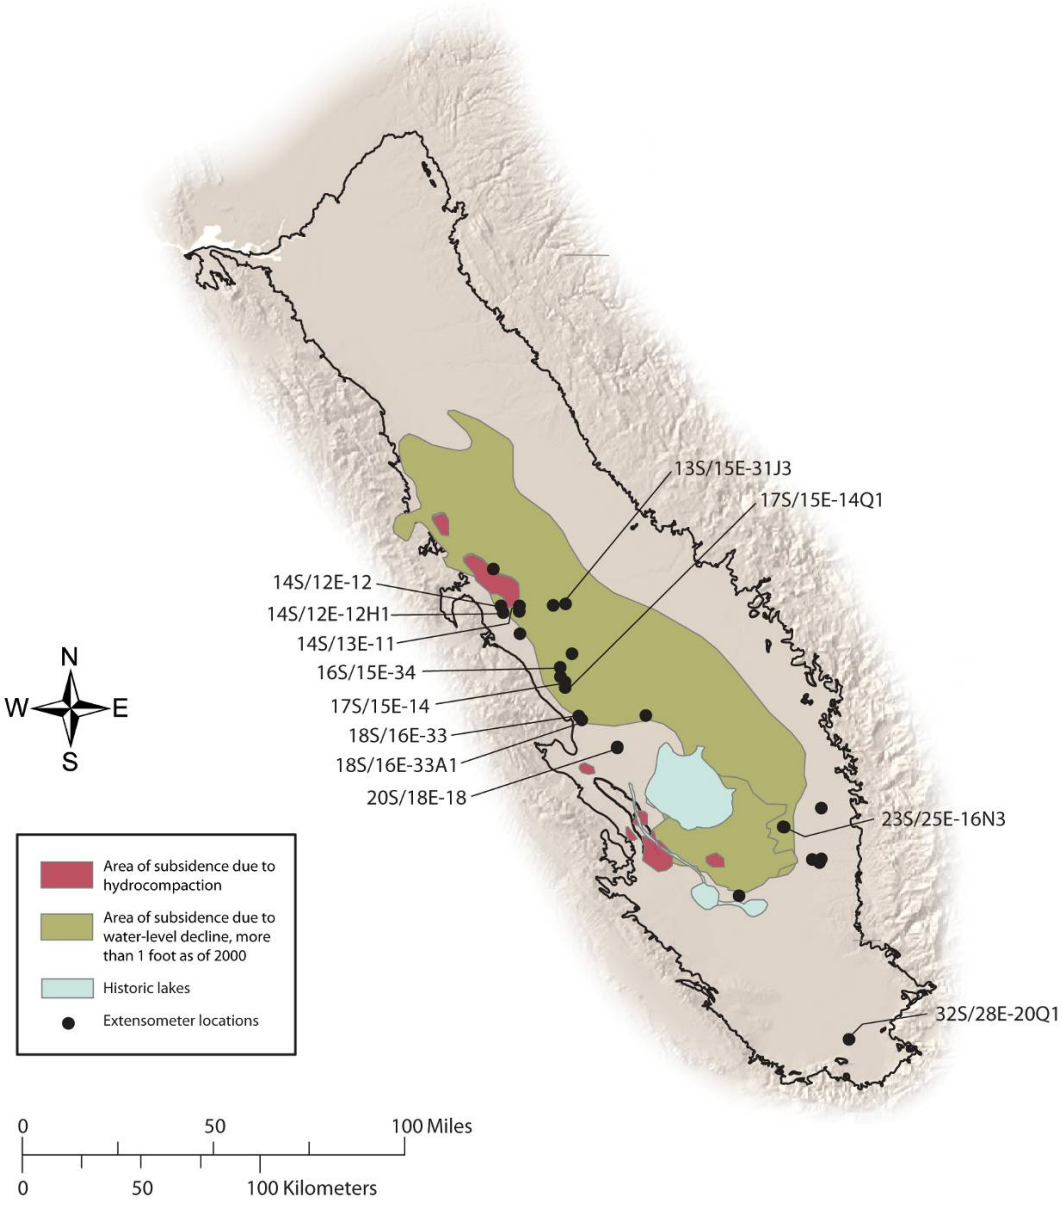 13S/15E-31J3
17S/15E-14Q1
14S/12E-12
14S/12E-12H1
14S/13E-11
16S/15E-34
17S/15E-14
18S/16E-33
18S/16E-33A1
20S/18E-18
23S/25E-16N3
32S/28E-20Q1
N
W E
S
Area of subsidence due to
hydrocompaction
Area of subsidence due to
water-level decline, more
than 1 foot as of 2000
Historic lakes
Extensometer locations
0 50 100 Miles
0 50 100 Kilometers